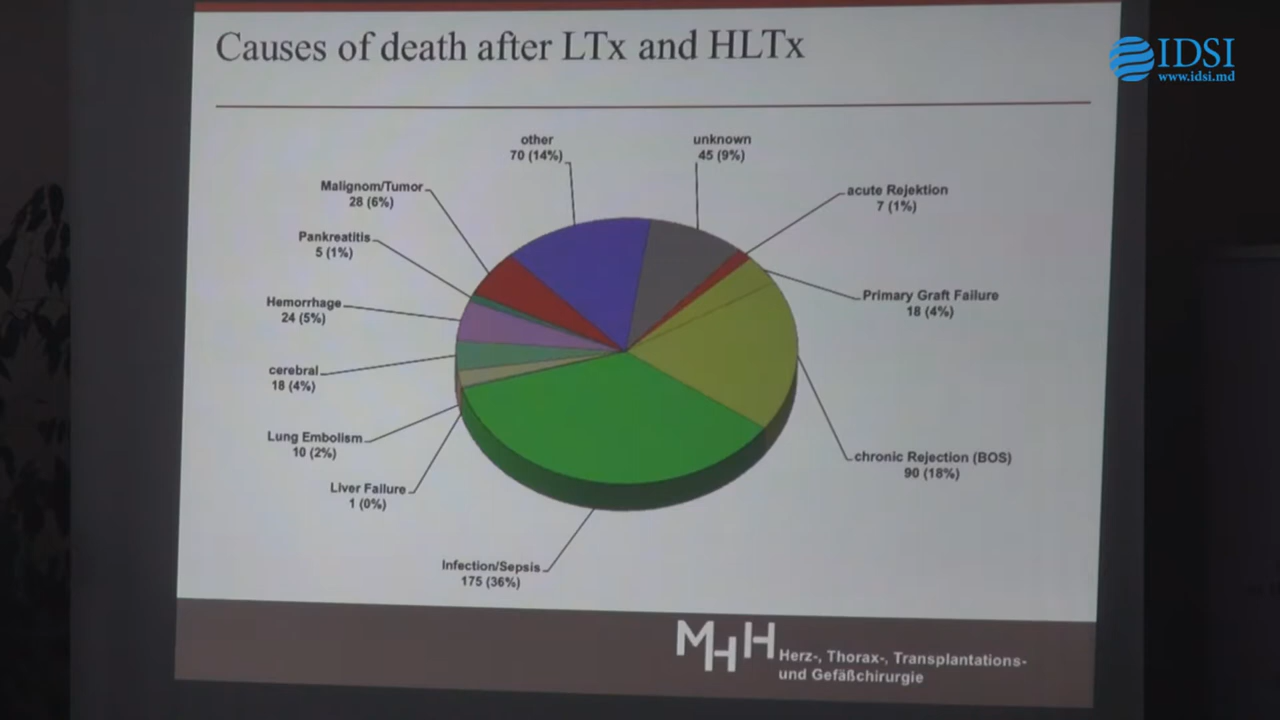 Causes of death after LTx and HLTx
IDSI
www.idsi.md
other
70 (14%)
unknown
45 (9%)
Malignom/Tumor
28 (6%)
acute Rejektion
7 (1%)
Pankreatitis
5 (1%)
Primary Graft Failure
18 (4%)
Hemorrhage
24 (5%)
cerebral
18 (4%)
Lung Embolism
10 (2%)
chronic Rejection (BOS)
90 (18%)
Liver Failure
1 (0%)
Infection/Sepsis
175 (36%)
MHH
Herz-, Thorax-, Transplantations-
und Gefäßchirurgie